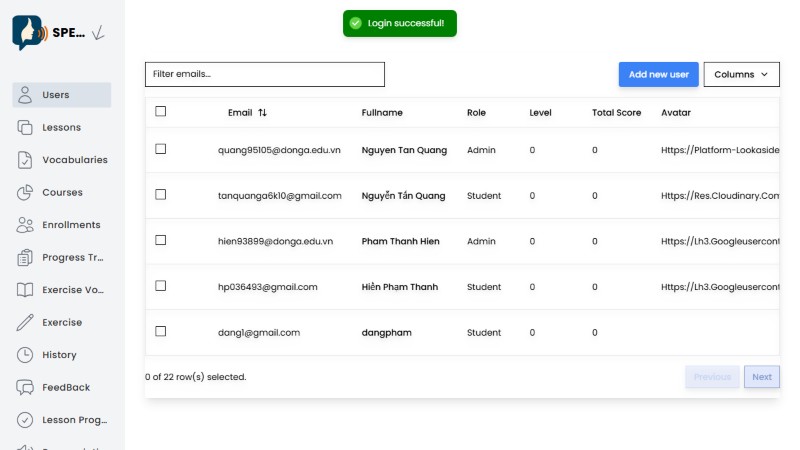 Login successful!
SPE...
Users
Lessons
Vocabularies
Courses
Enrollments
Progress Tr...
Exercise Vo...
Exercise
History
FeedBack
Lesson Prog...
Filter emails...
Add new user
Columns
Email Fullname Role Level Total Score Avatar
quang95105@donga.edu.vn Nguyen Tan Quang Admin 0 0 Https://Platform-Lookaside
tanquanga6k10@gmail.com Nguyễn Tấn Quang Student 0 0 Https://Res.Cloudinary.Com
hien93899@donga.edu.vn Pham Thanh Hien Admin 0 0 Https://Lh3.Googleusercont
hp036493@gmail.com Hiền Phạm Thanh Student 0 0 Https://Lh3.Googleusercont
dang1@gmail.com dangpham Student 0 0
0 of 22 row(s) selected.
Previous
Next